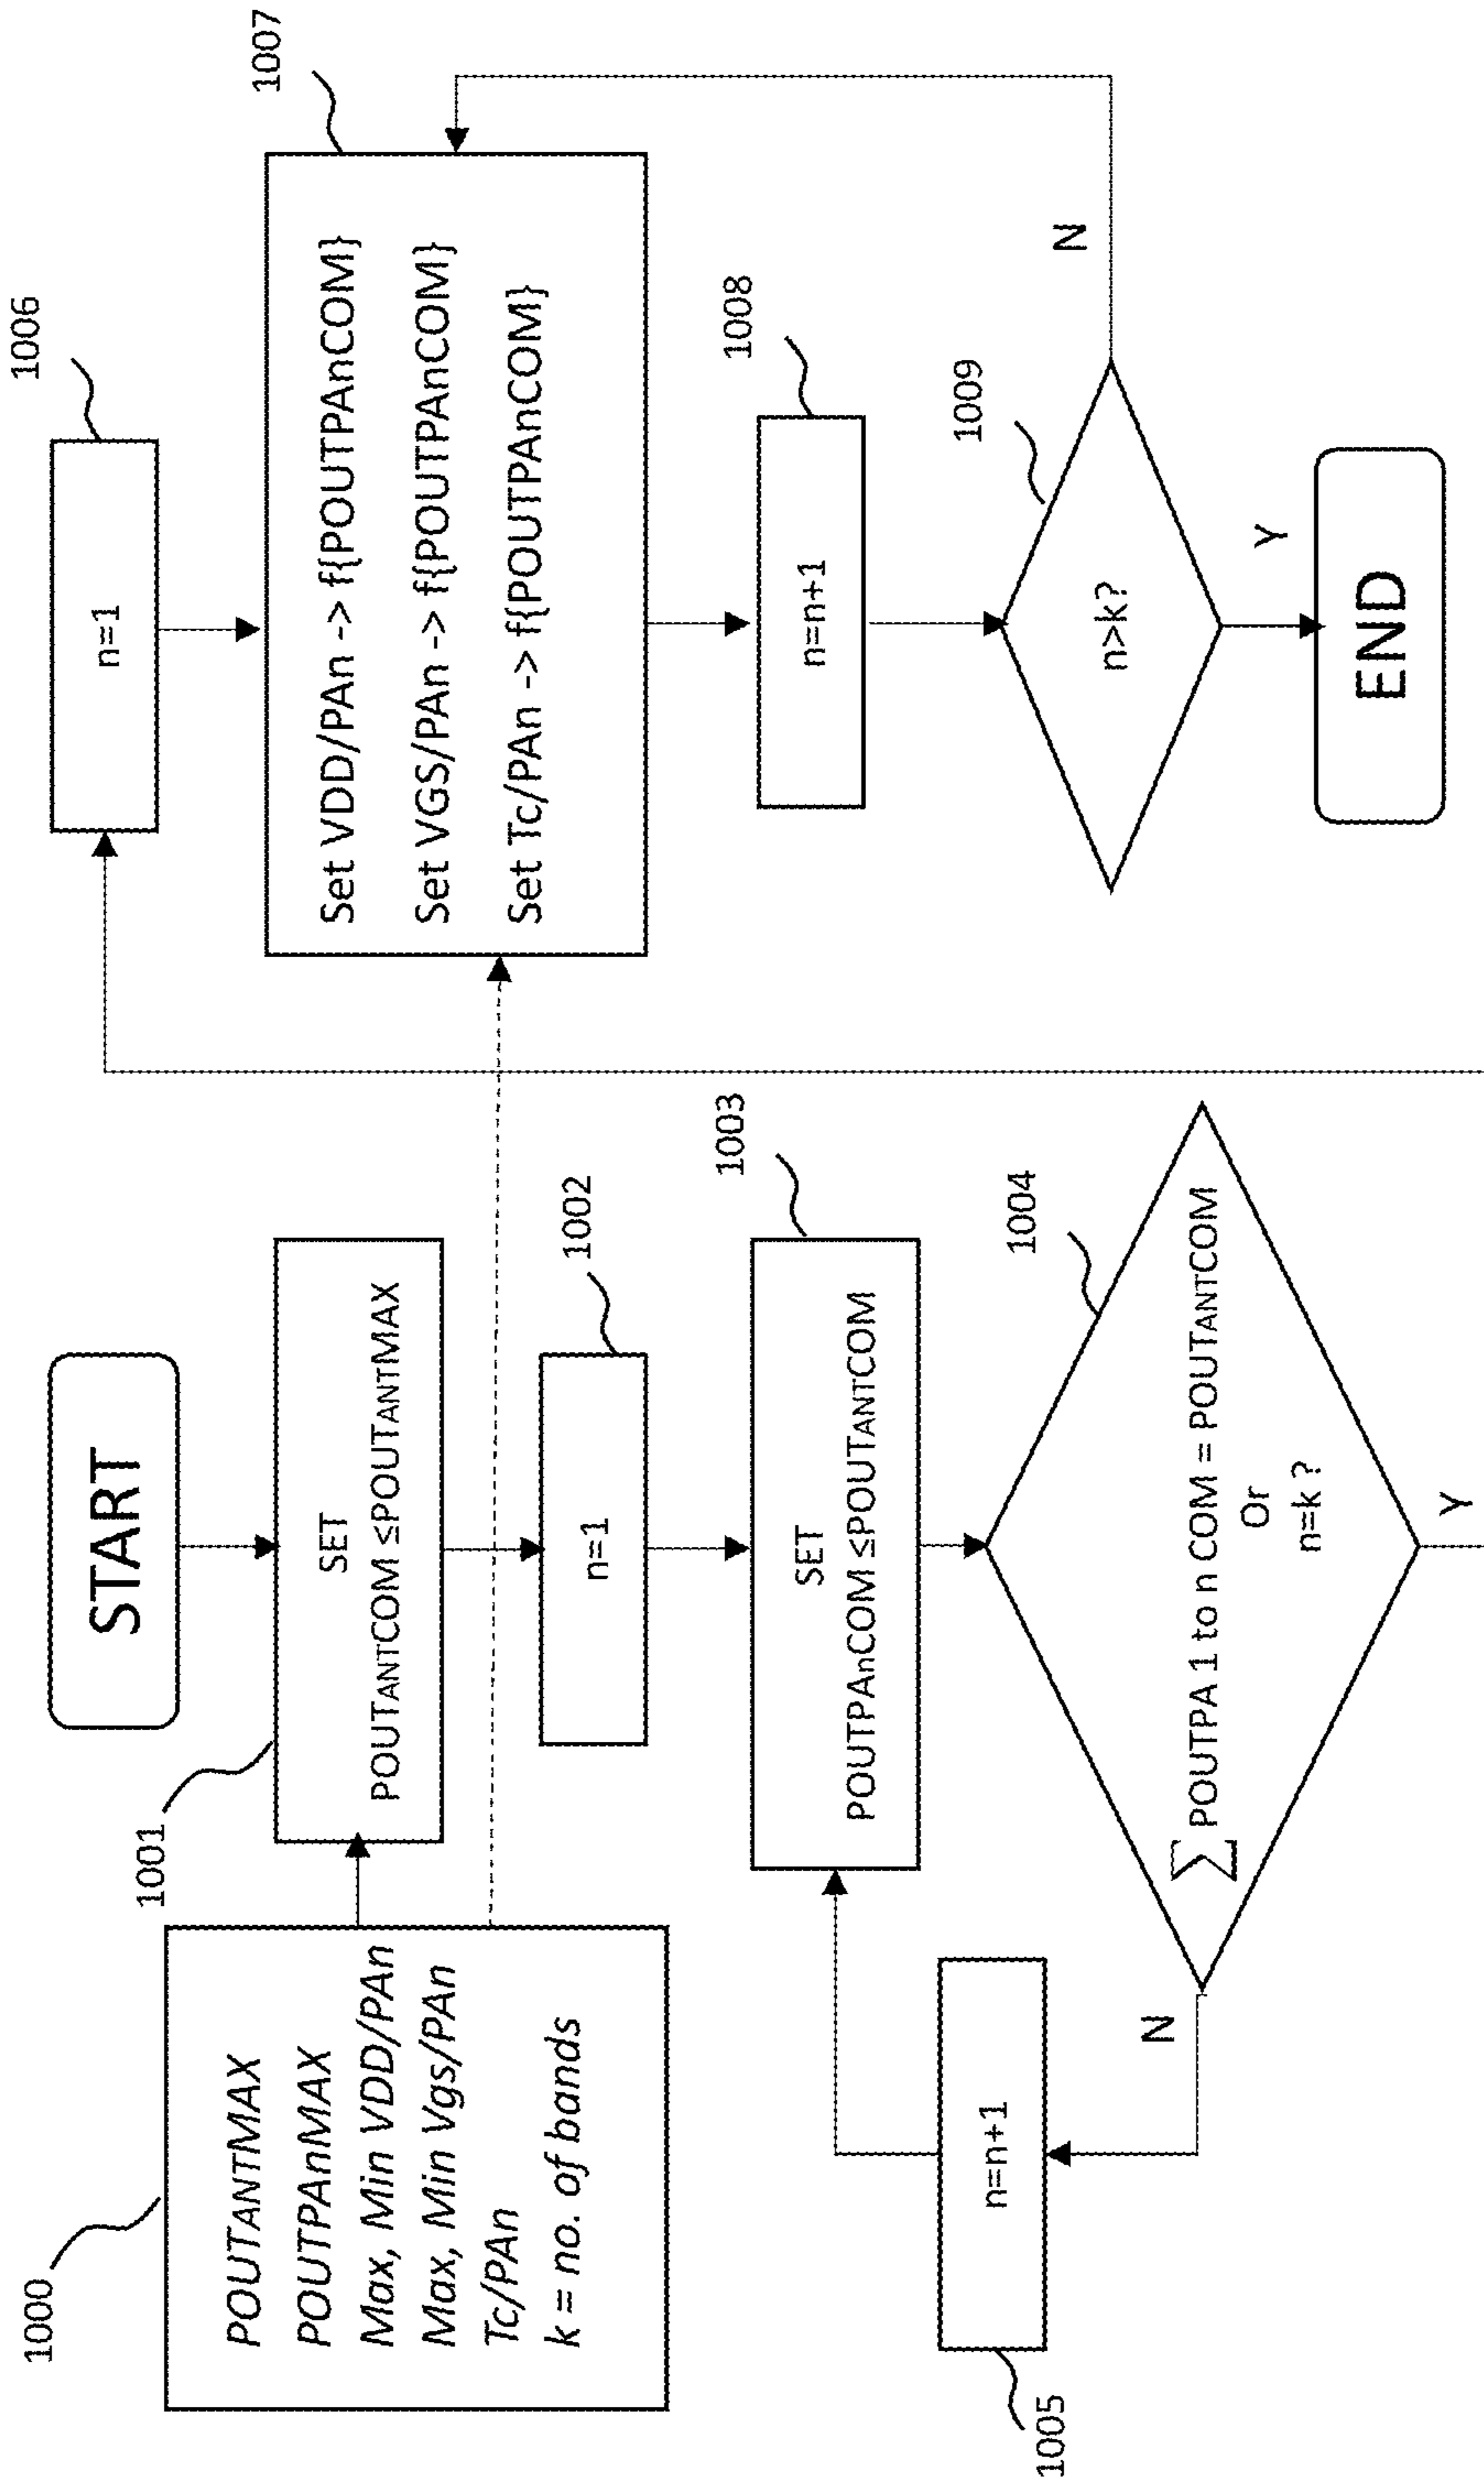 START
1000
POUTANTMAX
POUTPAnMAX
Max, Min VDD/PAn
Max, Min Vgs/PAn
Tc/PAn
k = no. of bands
1001
SET
POUTANTCOM ≤POUTANTMAX
1002
n=1
1003
SET
POUTPAnCOM ≤POUTANTCOM
1004
∑ POUTPA 1 to n COM = POUTANTCOM
Or
n=k ?
N
Y
1005
n=n+1
1006
n=1
1007
Set VDD/PAn -> f{POUTPAnCOM}
Set VGS/PAn -> f{POUTPAnCOM}
Set Tc/PAn -> f{POUTPAnCOM}
1008
n=n+1
1009
n>k?
N
Y
END